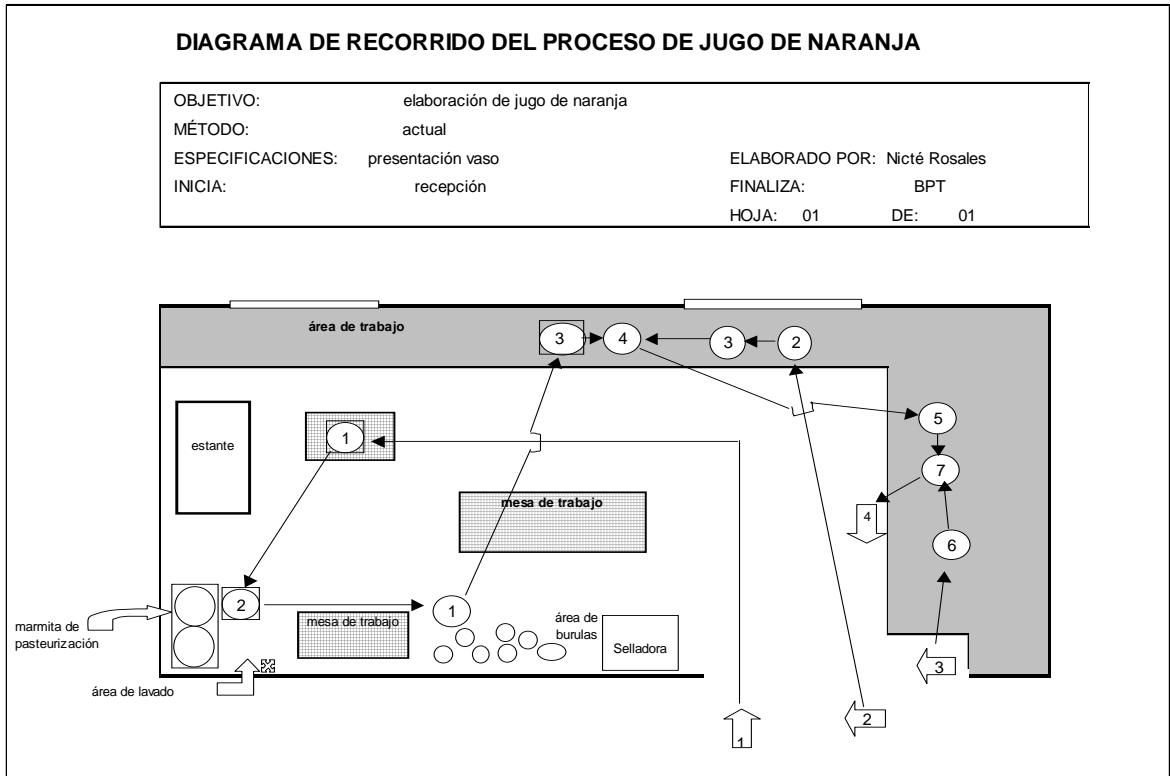 DIAGRAMA DE RECORRIDO DEL PROCESO DE JUGO DE NARANJA
OBJETIVO: elaboración de jugo de naranja
MÉTODO: actual
ESPECIFICACIONES: presentación vaso ELABORADO POR: Nicté Rosales
INICIA: recepción FINALIZA: BPT
HOJA: 01 DE: 01
área de trabajo
3 4 3 2
5
1
estante
7
mesa de trabajo
4
6
2
1
marmita de
pasteurización
mesa de trabajo
área de
burulas
Selladora
3
área de lavado
2
1